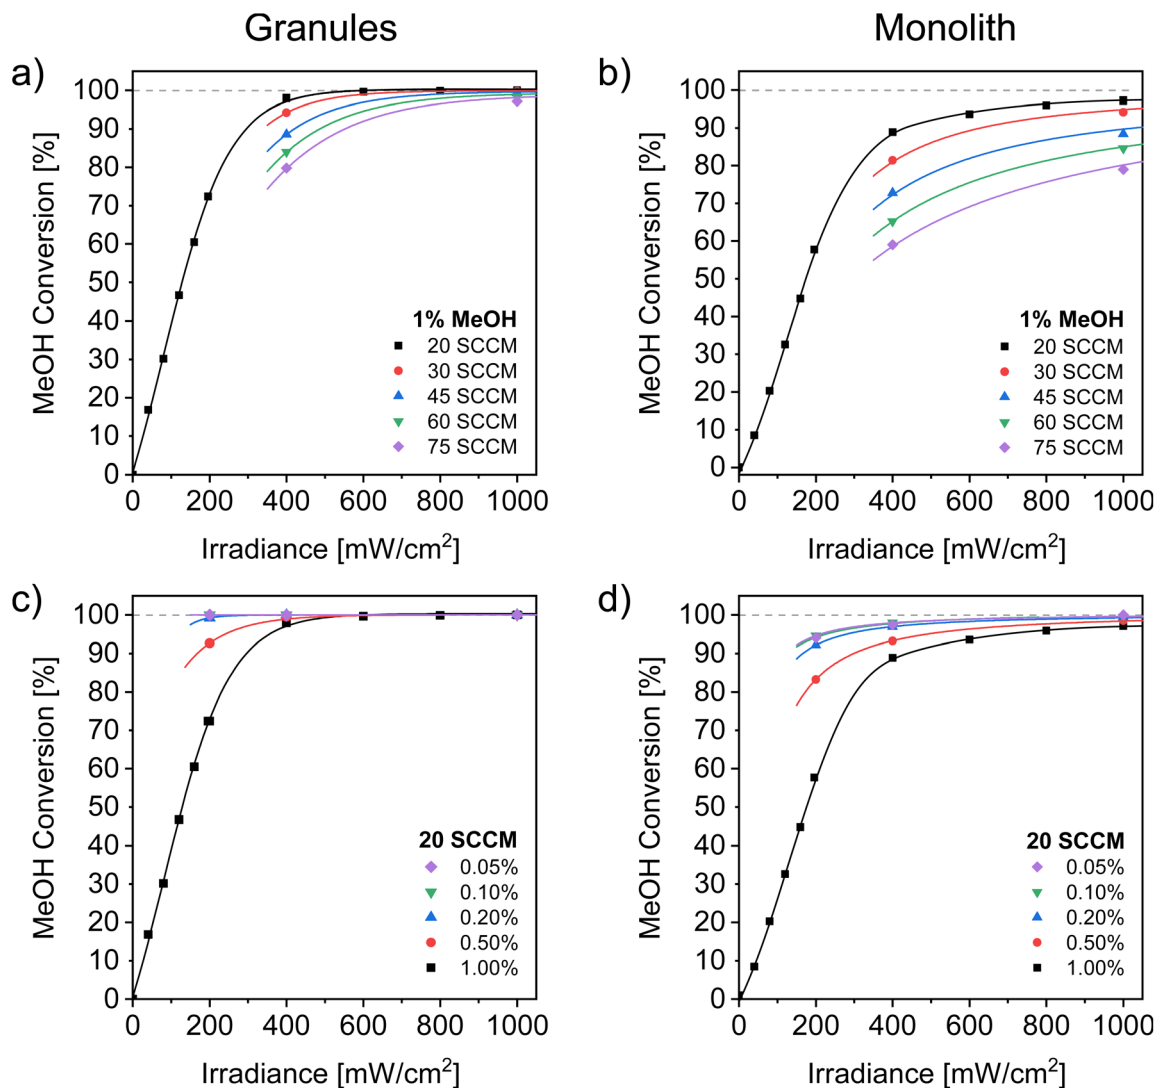 Granules
Monolith
a)
MeOH Conversion [%]
100
90
80
70
60
50
40
30
20
10
0
1% MeOH
20 SCCM
30 SCCM
45 SCCM
60 SCCM
75 SCCM
0 200 400 600 800 1000
Irradiance [mW/cm²]
b)
MeOH Conversion [%]
100
90
80
70
60
50
40
30
20
10
0
1% MeOH
20 SCCM
30 SCCM
45 SCCM
60 SCCM
75 SCCM
0 200 400 600 800 1000
Irradiance [mW/cm²]
c)
MeOH Conversion [%]
100
90
80
70
60
50
40
30
20
10
0
20 SCCM
0.05%
0.10%
0.20%
0.50%
1.00%
0 200 400 600 800 1000
Irradiance [mW/cm²]
d)
MeOH Conversion [%]
100
90
80
70
60
50
40
30
20
10
0
20 SCCM
0.05%
0.10%
0.20%
0.50%
1.00%
0 200 400 600 800 1000
Irradiance [mW/cm²]